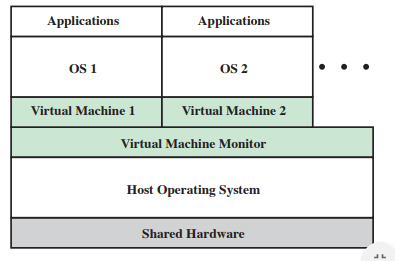 Applications Applications
OS 1 OS 2
Virtual Machine 1 Virtual Machine 2
Virtual Machine Monitor
Host Operating System
Shared Hardware